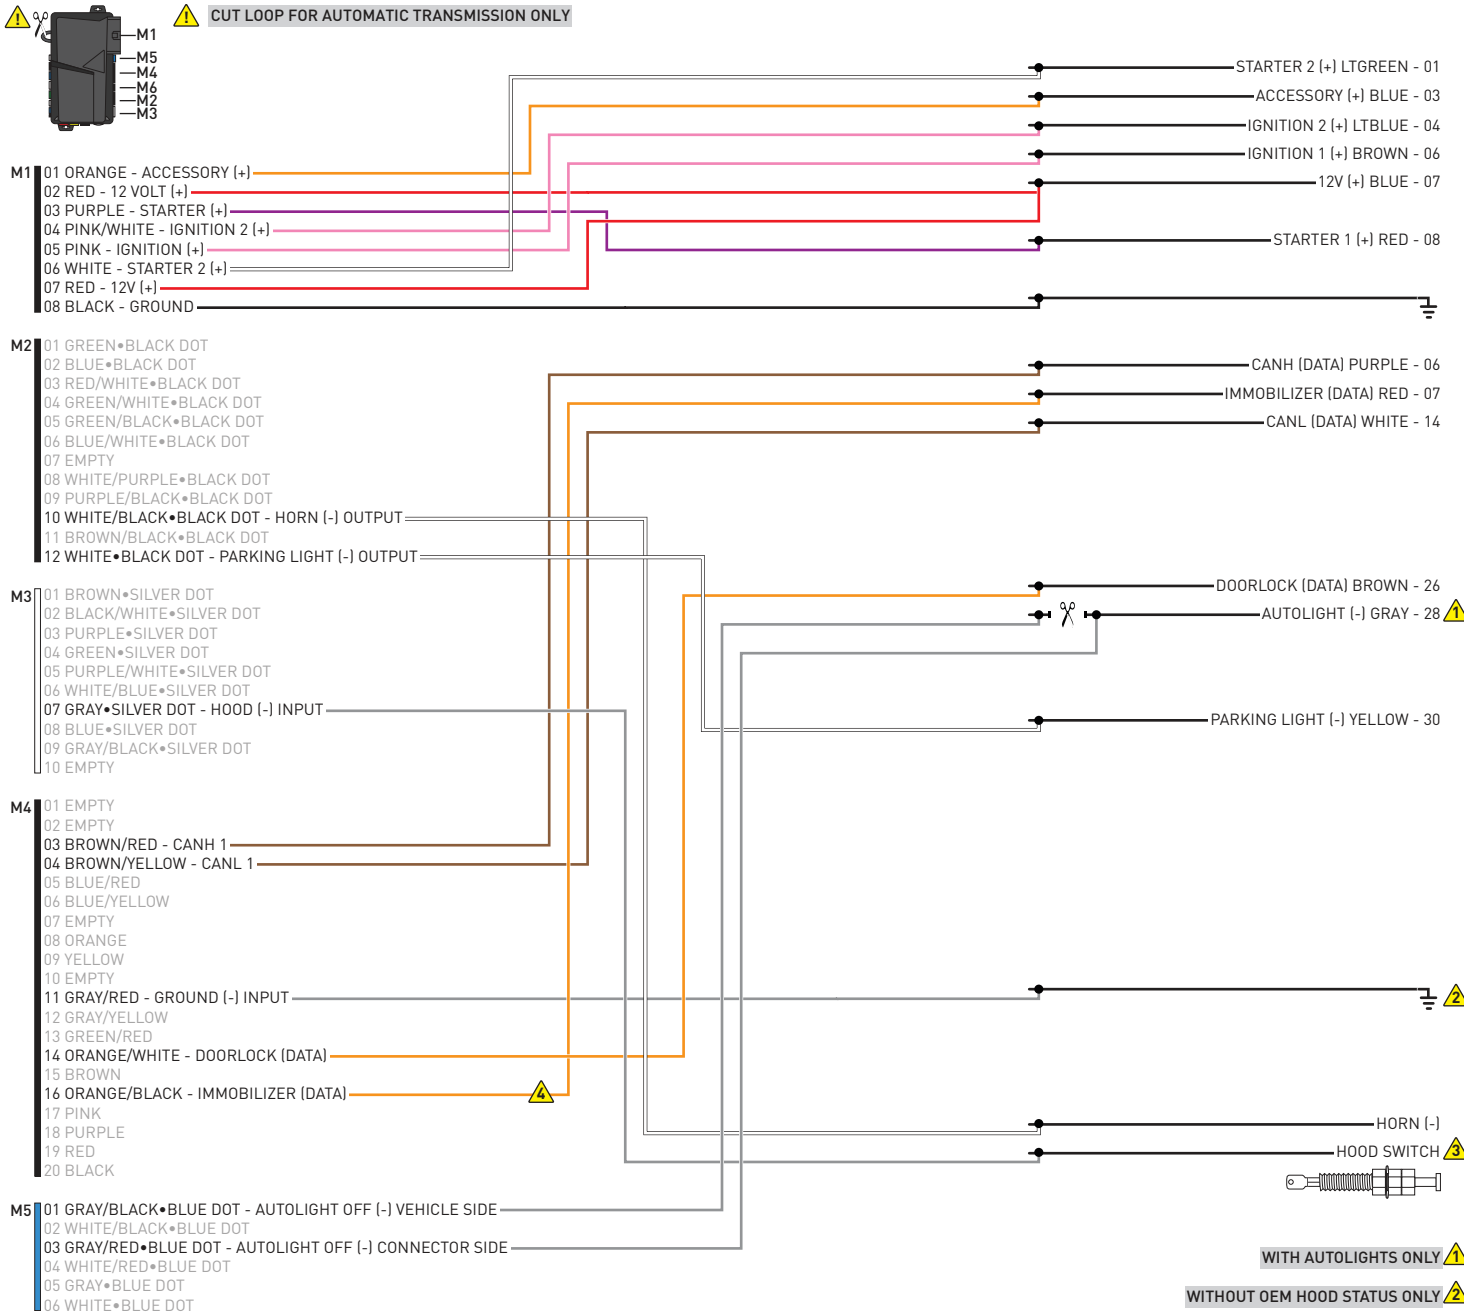 CUT LOOP FOR AUTOMATIC TRANSMISSION ONLY
M1
M5
M4
M6
M2
M3
STARTER 2 (+) LTGREEN - 01
ACCESSORY (+) BLUE - 03
IGNITION 2 (+) LTBLUE - 04
IGNITION 1 (+) BROWN - 06
12V (+) BLUE - 07
STARTER 1 (+) RED - 08
M1
01 ORANGE - ACCESSORY (+)
02 RED - 12 VOLT (+)
03 PURPLE - STARTER (+)
04 PINK/WHITE - IGNITION 2 (+)
05 PINK - IGNITION (+)
06 WHITE - STARTER 2 (+)
07 RED - 12V (+)
08 BLACK - GROUND
M2
01 GREEN•BLACK DOT
02 BLUE•BLACK DOT
03 RED/WHITE•BLACK DOT
04 GREEN/WHITE•BLACK DOT
05 GREEN/BLACK•BLACK DOT
06 BLUE/WHITE•BLACK DOT
07 EMPTY
08 WHITE/PURPLE•BLACK DOT
09 PURPLE/BLACK•BLACK DOT
10 WHITE/BLACK•BLACK DOT - HORN (-) OUTPUT
11 BROWN/BLACK•BLACK DOT
12 WHITE•BLACK DOT - PARKING LIGHT (-) OUTPUT
CANH (DATA) PURPLE - 06
IMMOBILIZER (DATA) RED - 07
CANL (DATA) WHITE - 14
M3
01 BROWN•SILVER DOT
02 BLACK/WHITE•SILVER DOT
03 PURPLE•SILVER DOT
04 GREEN•SILVER DOT
05 PURPLE/WHITE•SILVER DOT
06 WHITE/BLUE•SILVER DOT
07 GRAY•SILVER DOT - HOOD (-) INPUT
08 BLUE•SILVER DOT
09 GRAY/BLACK•SILVER DOT
10 EMPTY
DOORLOCK (DATA) BROWN - 26
AUTOLIGHT (-) GRAY - 28 1
PARKING LIGHT (-) YELLOW - 30
M4
01 EMPTY
02 EMPTY
03 BROWN/RED - CANH 1
04 BROWN/YELLOW - CANL 1
05 BLUE/RED
06 BLUE/YELLOW
07 EMPTY
08 ORANGE
09 YELLOW
10 EMPTY
11 GRAY/RED - GROUND (-) INPUT
12 GRAY/YELLOW
13 GREEN/RED
14 ORANGE/WHITE - DOORLOCK (DATA)
15 BROWN
16 ORANGE/BLACK - IMMOBILIZER (DATA)
17 PINK
18 PURPLE
19 RED
20 BLACK
4
2
HORN (-)
HOOD SWITCH 3
M5
01 GRAY/BLACK•BLUE DOT - AUTOLIGHT OFF (-) VEHICLE SIDE
02 WHITE/BLACK•BLUE DOT
03 GRAY/RED•BLUE DOT - AUTOLIGHT OFF (-) CONNECTOR SIDE
04 WHITE/RED•BLUE DOT
05 GRAY•BLUE DOT
06 WHITE•BLUE DOT
WITH AUTOLIGHTS ONLY 1
WITHOUT OEM HOOD STATUS ONLY 2